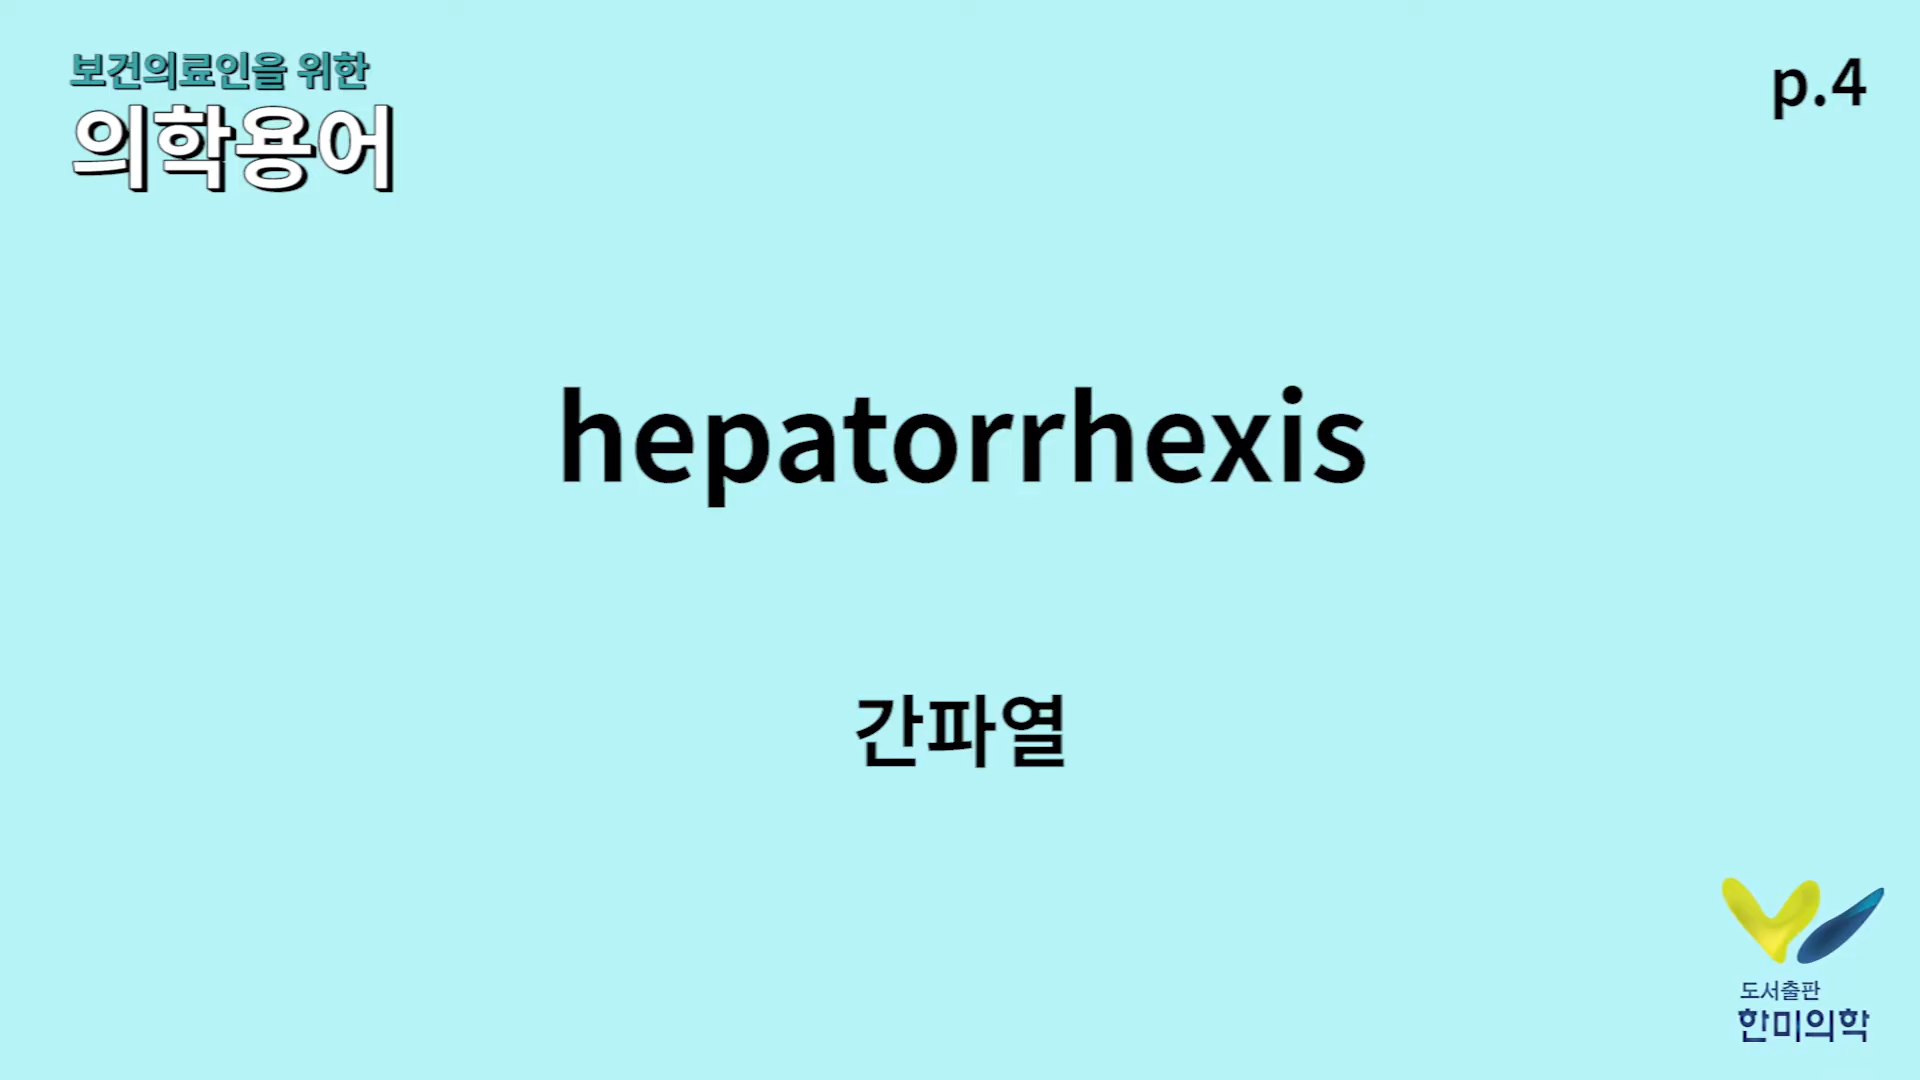 보건의료인을 위한
의학용어
p.4
hepatorrhexis
간파열
도서출판
한미의학